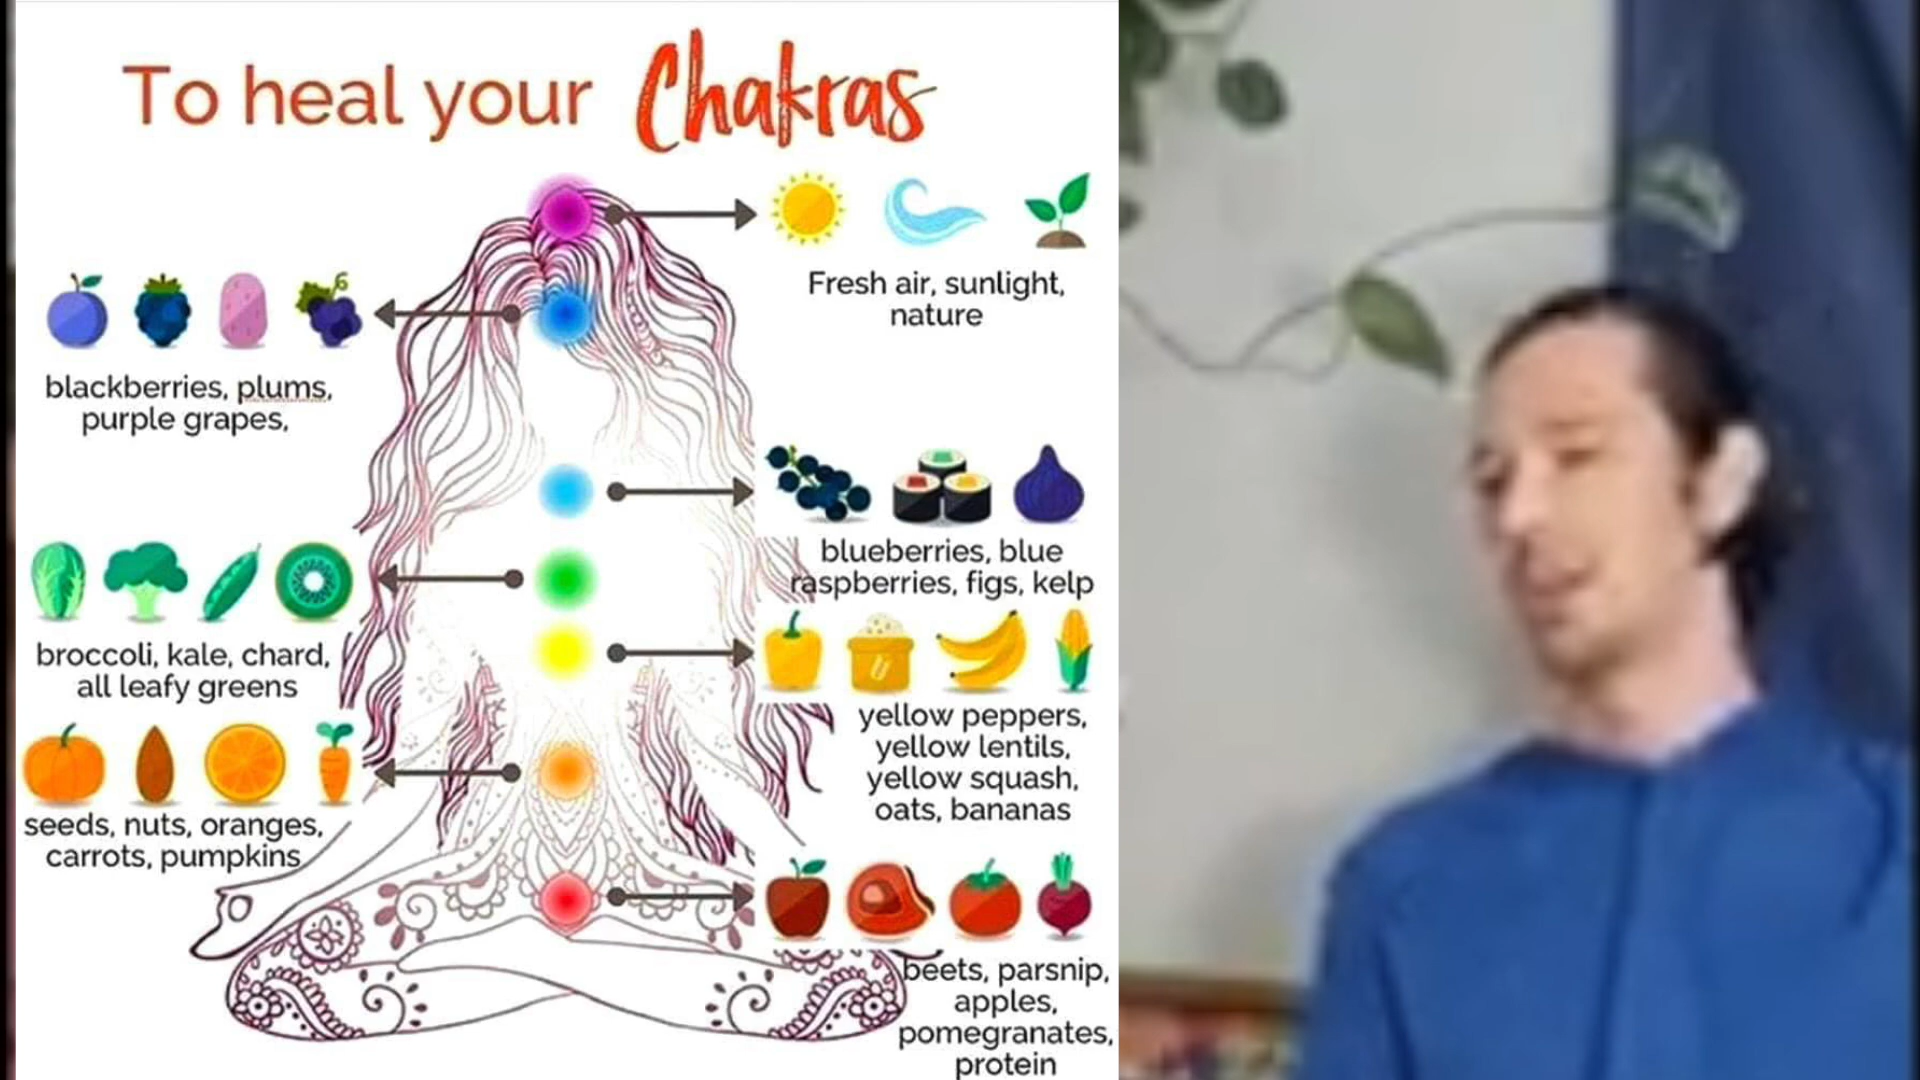 To heal your Chakras
Fresh air, sunlight,
nature
blackberries, plums,
purple grapes,
blueberries, blue
raspberries, figs, kelp
broccoli, kale, chard,
all leafy greens
yellow peppers,
yellow lentils,
yellow squash,
oats, bananas
seeds, nuts, oranges,
carrots, pumpkins
beets, parsnip,
apples,
pomegranates,
protein